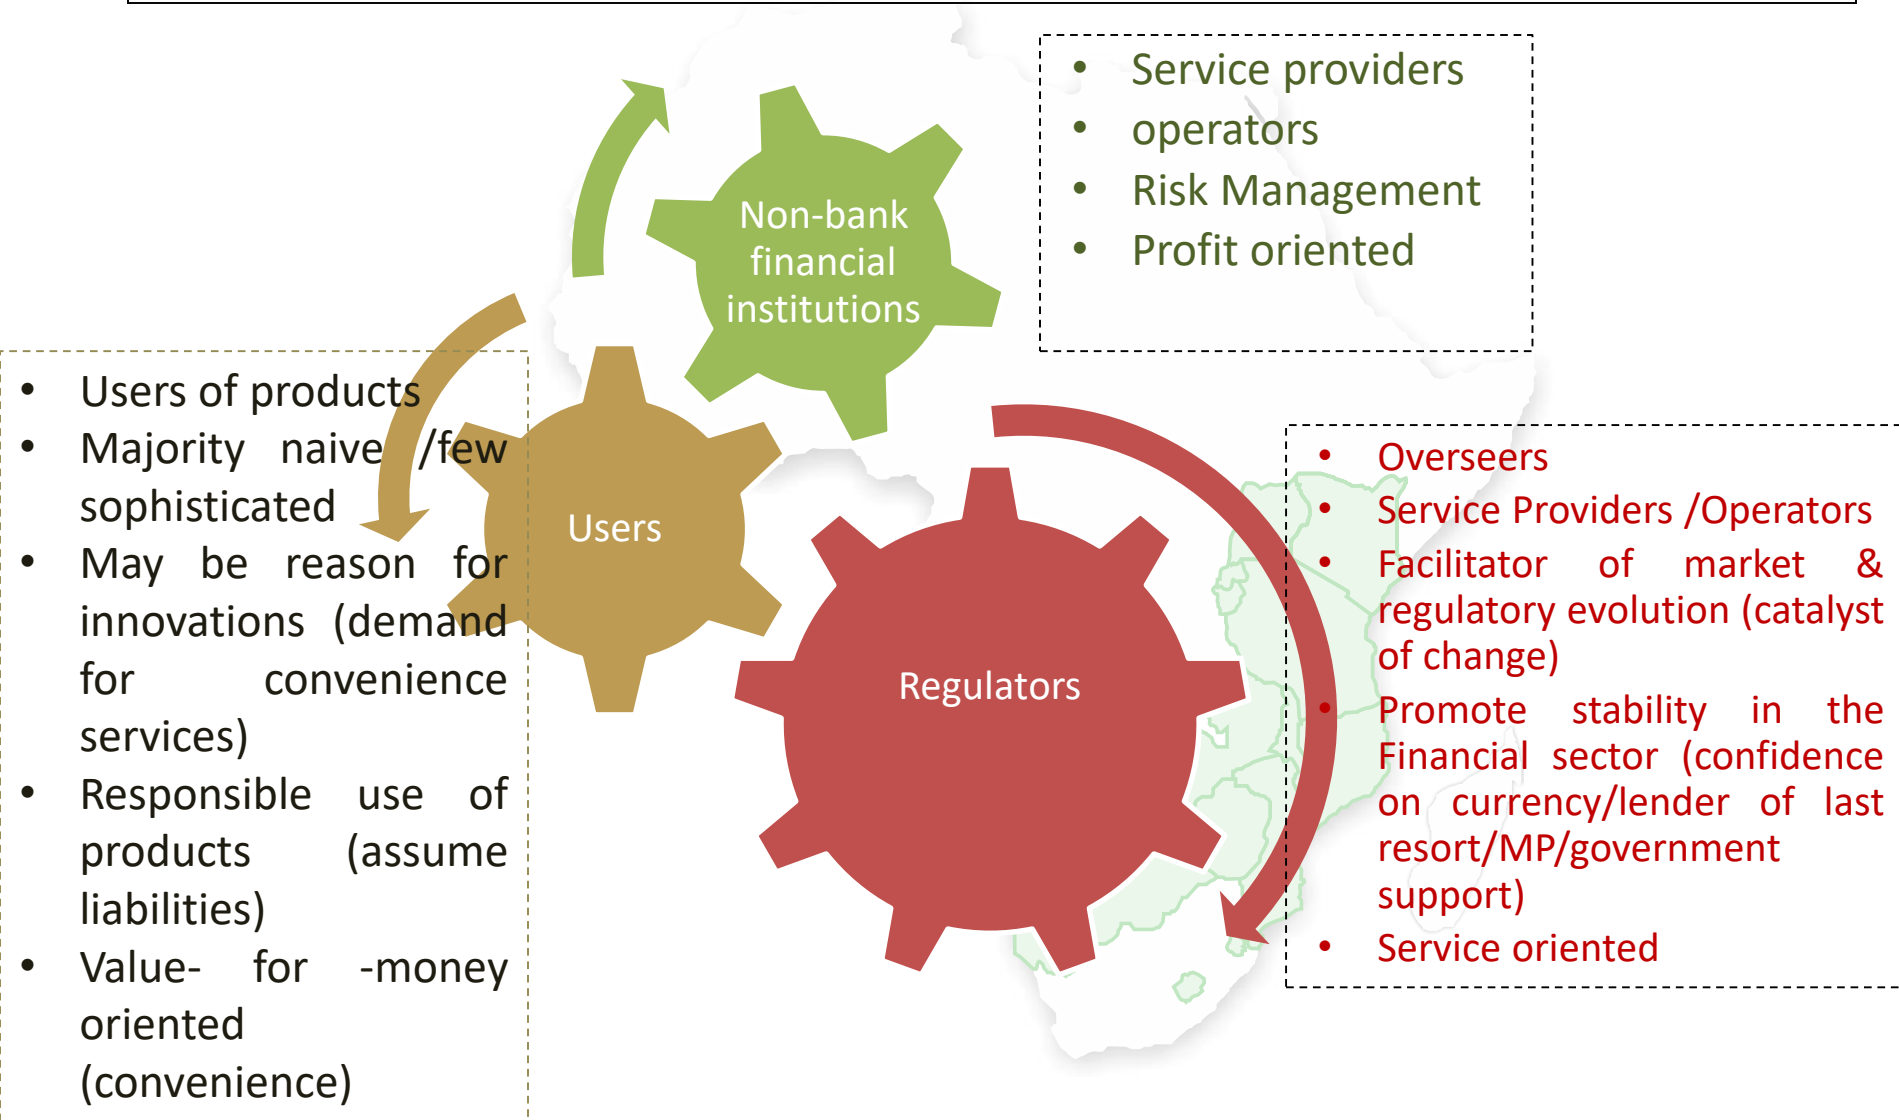 • Service providers
• operators
• Risk Management
• Profit oriented
Non-bank
financial
institutions
• Users of products
• Majority naive /few
sophisticated
• May be reason for
innovations (demand
for convenience
services)
• Responsible use of
products (assume
liabilities)
• Value- for -money
oriented
(convenience)
Users
Regulators
• Overseers
• Service Providers /Operators
• Facilitator of market &
regulatory evolution (catalyst
of change)
• Promote stability in the
Financial sector (confidence
on currency/lender of last
resort/MP/government
support)
• Service oriented